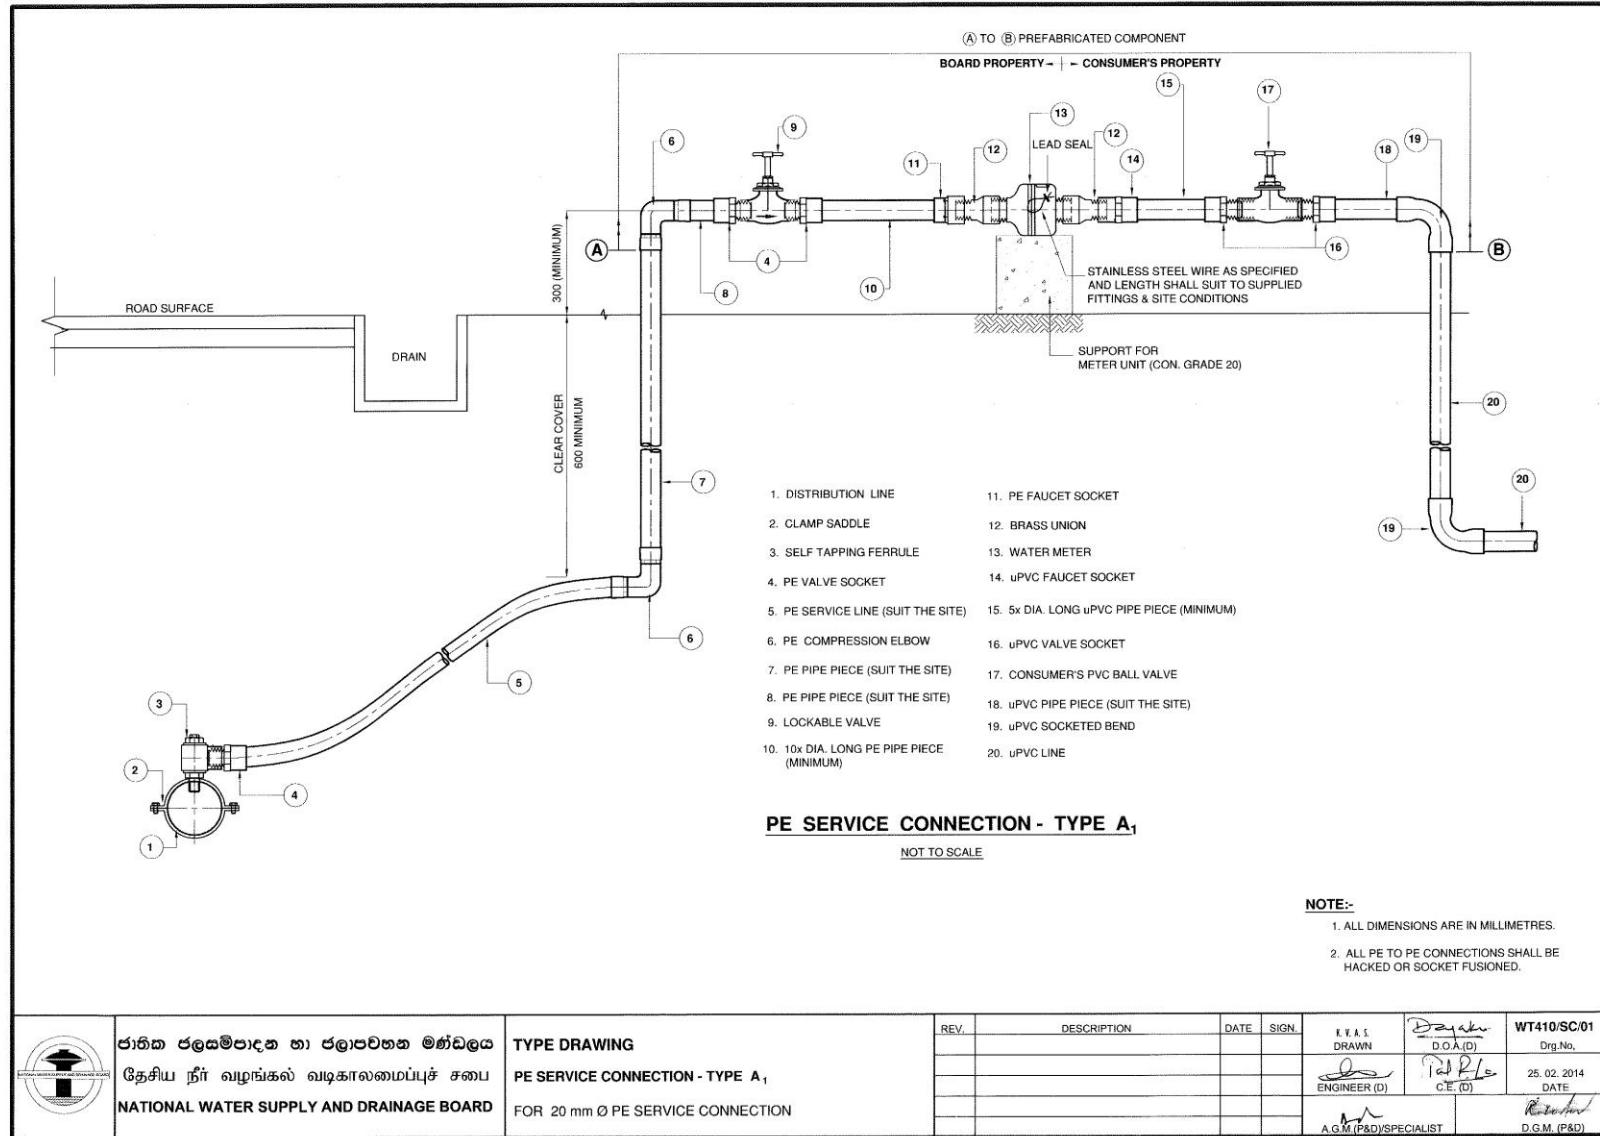 Ⓐ TO Ⓑ PREFABRICATED COMPONENT
BOARD PROPERTY CONSUMER'S PROPERTY
15
17
13
9
6
12
LEAD SEAL
12
19
11
14
18
A
B
4
16
8
10
300 (MINIMUM)
STAINLESS STEEL WIRE AS SPECIFIED
AND LENGTH SHALL SUIT TO SUPPLIED
FITTINGS & SITE CONDITIONS
ROAD SURFACE
DRAIN
SUPPORT FOR
METER UNIT (CON. GRADE 20)
CLEAR COVER
600 MINIMUM
20
7
20
19
6
5
3
2
4
1
1. DISTRIBUTION LINE
2. CLAMP SADDLE
3. SELF TAPPING FERRULE
4. PE VALVE SOCKET
5. PE SERVICE LINE (SUIT THE SITE)
6. PE COMPRESSION ELBOW
7. PE PIPE PIECE (SUIT THE SITE)
8. PE PIPE PIECE (SUIT THE SITE)
9. LOCKABLE VALVE
10. 10x DIA. LONG PE PIPE PIECE
(MINIMUM)
11. PE FAUCET SOCKET
12. BRASS UNION
13. WATER METER
14. uPVC FAUCET SOCKET
15. 5x DIA. LONG uPVC PIPE PIECE (MINIMUM)
16. uPVC VALVE SOCKET
17. CONSUMER'S PVC BALL VALVE
18. uPVC PIPE PIECE (SUIT THE SITE)
19. uPVC SOCKETED BEND
20. uPVC LINE
PE SERVICE CONNECTION - TYPE A₁
NOT TO SCALE
NOTE:-
1. ALL DIMENSIONS ARE IN MILLIMETRES.
2. ALL PE TO PE CONNECTIONS SHALL BE
HACKED OR SOCKET FUSIONED.
NATIONAL WATER SUPPLY AND DRAINAGE BOARD
ජාතික ජලසම්පාදන හා ජලාපවහන මණ්ඩලය
தேசிய நீர் வழங்கல் வடிகாலமைப்புச் சபை
NATIONAL WATER SUPPLY AND DRAINAGE BOARD
TYPE DRAWING
PE SERVICE CONNECTION - TYPE A₁
FOR 20 mm Ø PE SERVICE CONNECTION
REV. DESCRIPTION DATE SIGN.
K. V. A. S.
DRAWN
D.O.A.(D)
WT410/SC/01
Drg.No,
ENGINEER (D)
C.E. (D)
25. 02. 2014
DATE
A.G.M.(P&D)/SPECIALIST
D.G.M. (P&D)